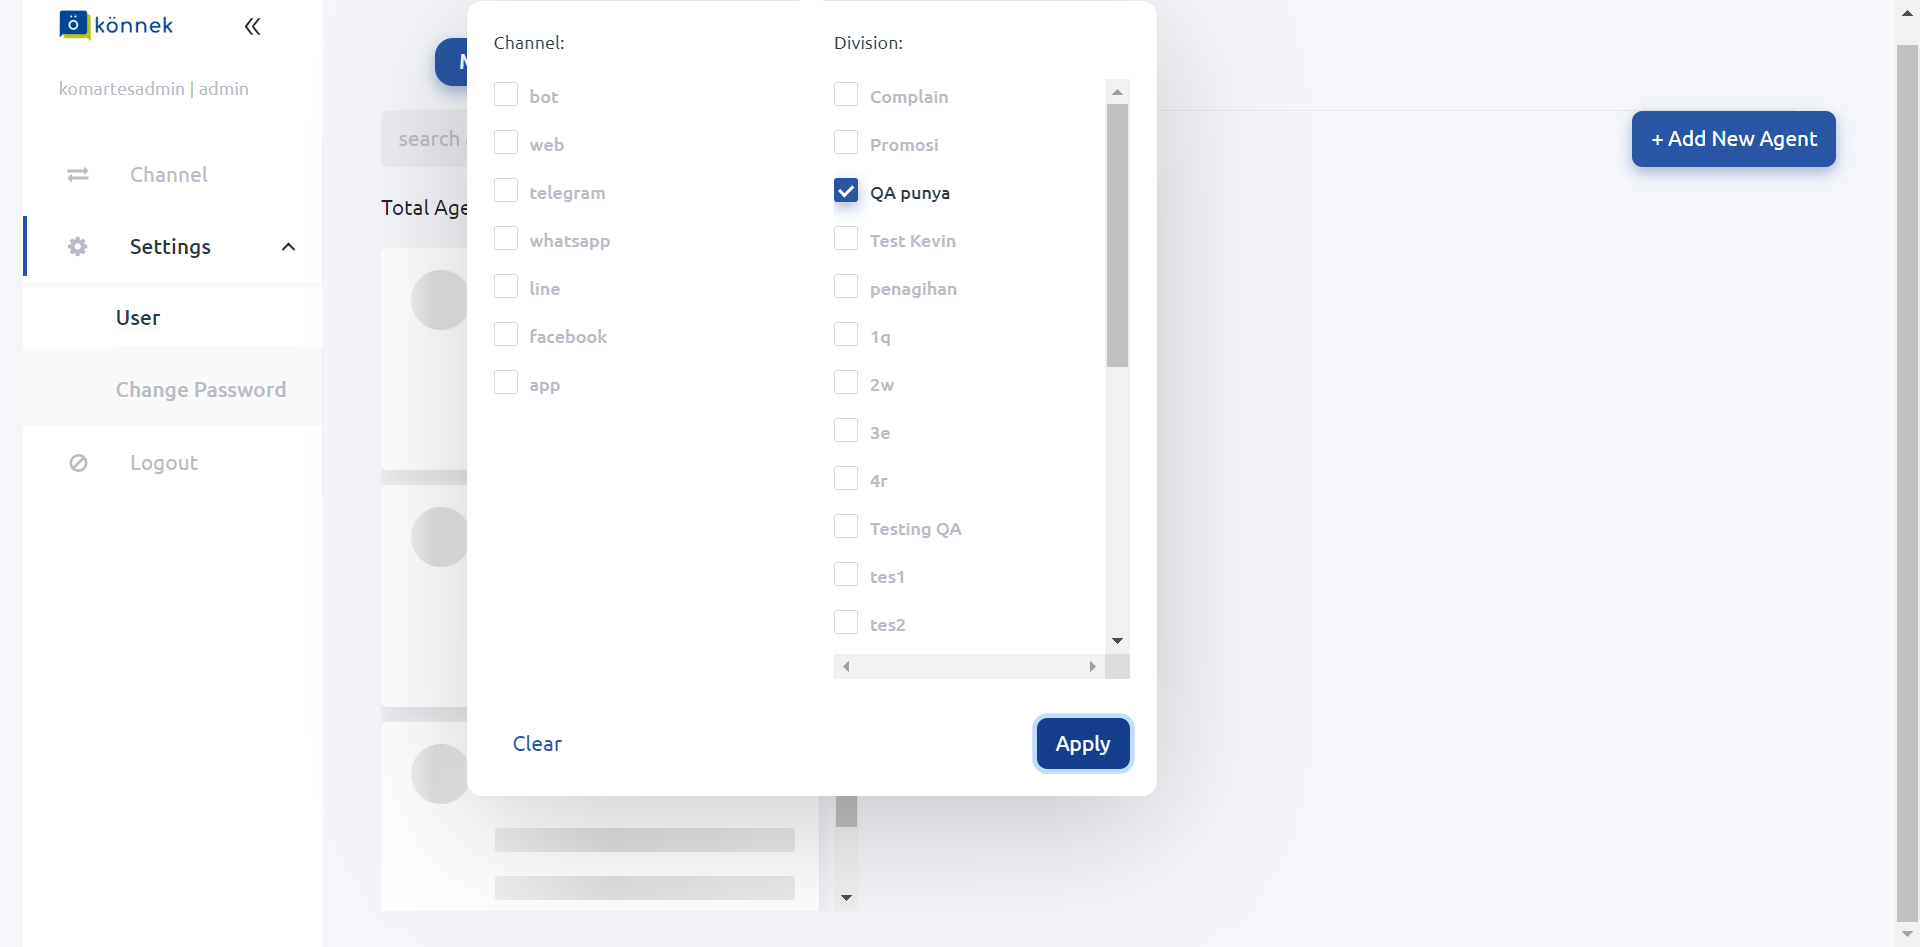 könnek
komartesadmin | admin
Channel
Settings
User
Change Password
Logout
search
Total Age
+ Add New Agent
Channel:
bot
web
telegram
whatsapp
line
facebook
app
Division:
Complain
Promosi
QA punya
Test Kevin
penagihan
1q
2w
3e
4r
Testing QA
tes1
tes2
Clear
Apply